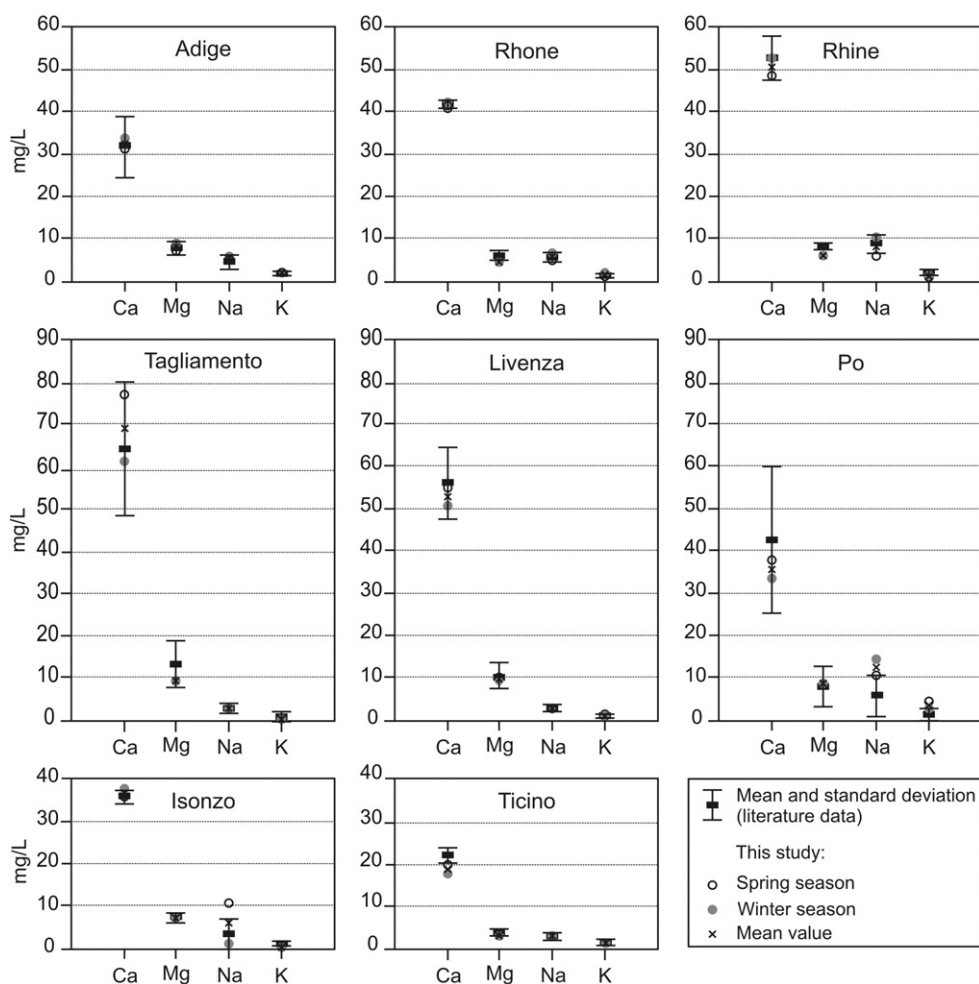 60 Adige 60 Rhone 60 Rhine
50 50 50
40 40 40
mg/L
30 30 30
20 20 20
10 10 10
0 0 0
Ca Mg Na K Ca Mg Na K Ca Mg Na K
90 Tagliamento 90 Livenza 90 Po
80 80 80
70 70 70
60 60 60
50 50 50
mg/L
40 40 40
30 30 30
20 20 20
10 10 10
0 0 0
Ca Mg Na K Ca Mg Na K Ca Mg Na K
40 Isonzo 40 Ticino
30 30
mg/L
20 20
10 10
0 0
Ca Mg Na K Ca Mg Na K
Mean and standard deviation
(literature data)
This study:
Spring season
Winter season
Mean value